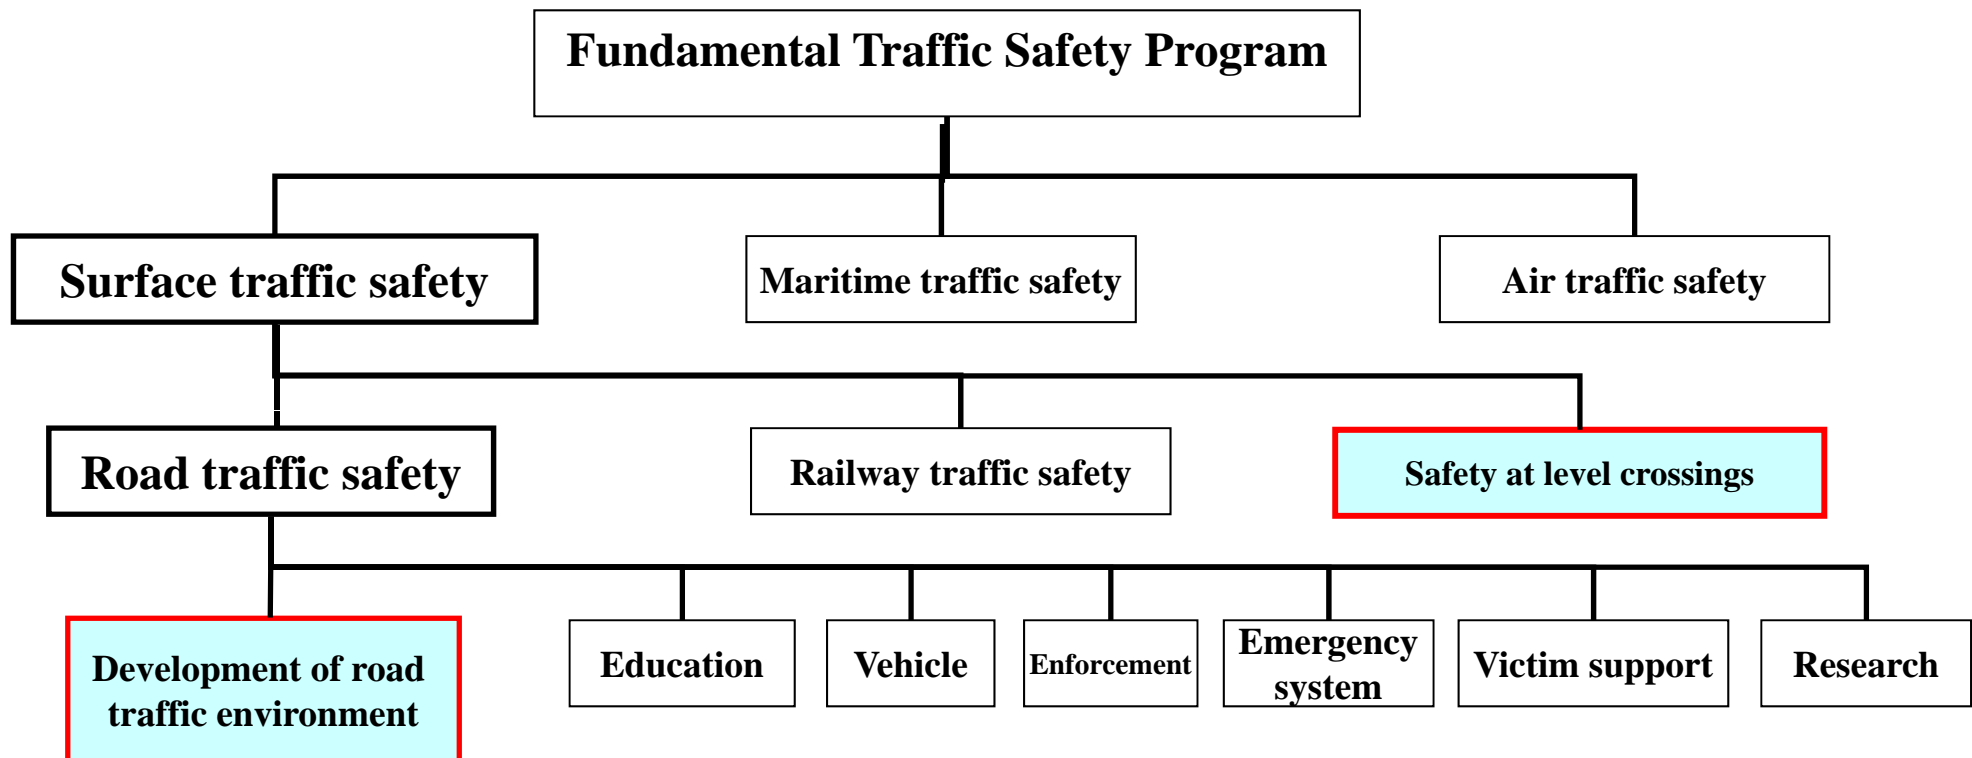 Fundamental Traffic Safety Program
Surface traffic safety
Maritime traffic safety
Air traffic safety
Road traffic safety
Railway traffic safety
Safety at level crossings
Development of road
traffic environment
Education
Vehicle
Enforcement
Emergency
system
Victim support
Research